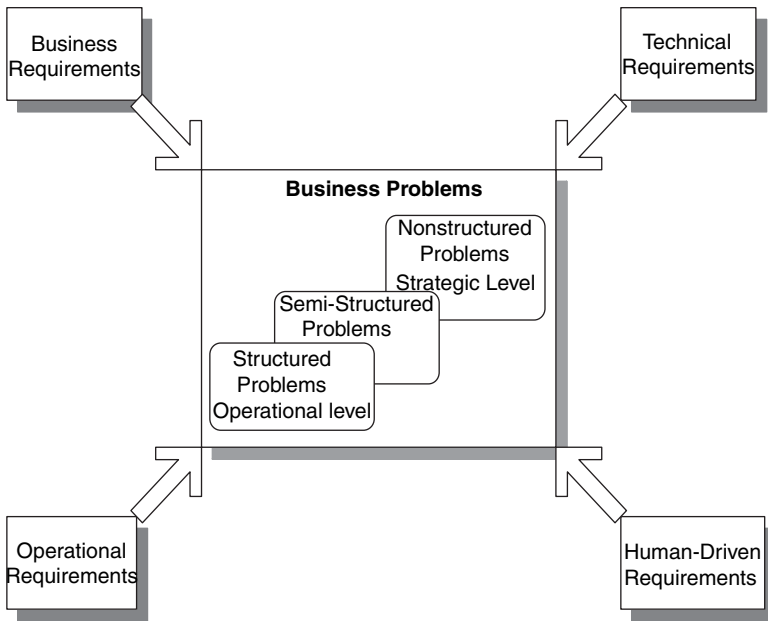 Business
Requirements
Technical
Requirements
Business Problems
Nonstructured
Problems
Strategic Level
Semi-Structured
Problems
Structured
Problems
Operational level
Operational
Requirements
Human-Driven
Requirements